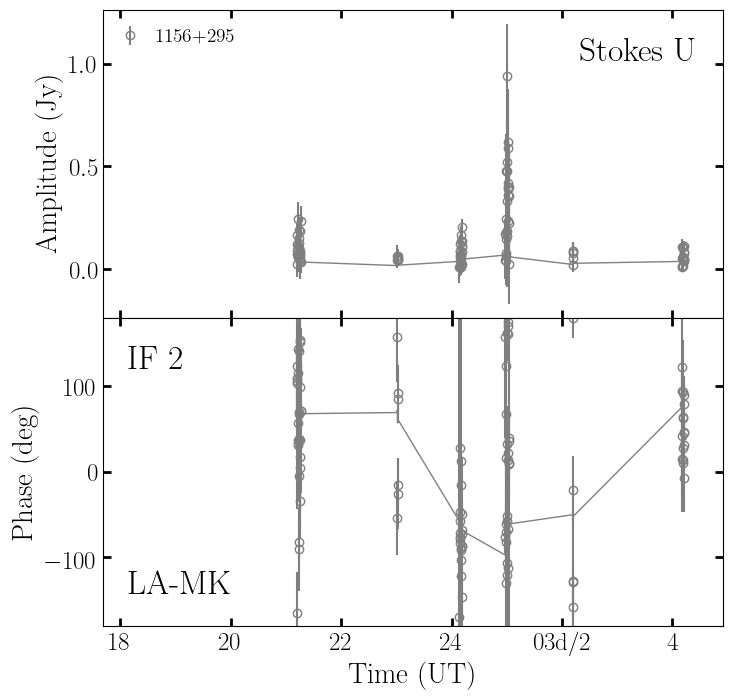 1156+295
Stokes U
1.0
0.5
0.0
Amplitude (Jy)
IF 2
100
0
−100
Phase (deg)
LA-MK
18 20 22 24 03d/2 4
Time (UT)